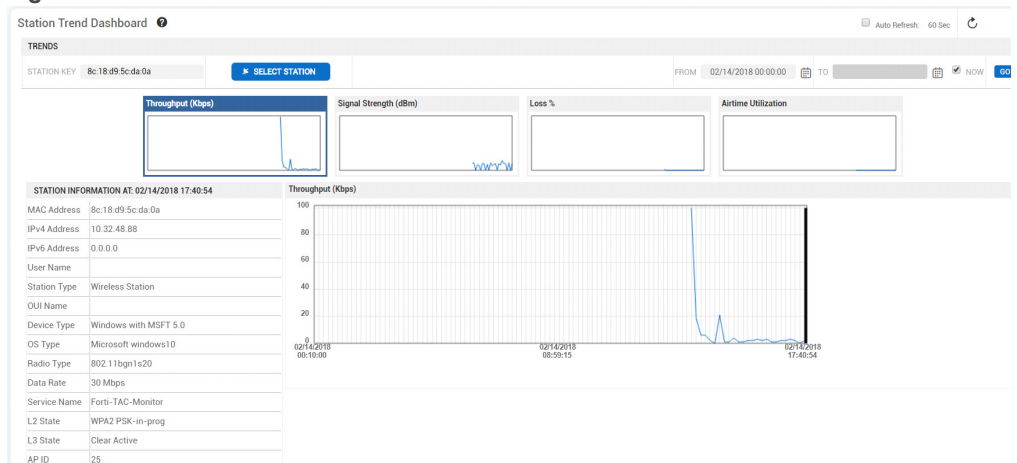 Station Trend Dashboard ?
Auto Refresh: 60 Sec
TRENDS
STATION KEY 8c:18:d9:5c:da:0a SELECT STATION FROM 02/14/2018 00:00:00 TO NOW GO
Throughput (Kbps) Signal Strength (dBm) Loss % Airtime Utilization
STATION INFORMATION AT: 02/14/2018 17:40:54
MAC Address 8c:18:d9:5c:da:0a
IPv4 Address 10.32.48.88
IPv6 Address 0.0.0.0
User Name
Station Type Wireless Station
OUI Name
Device Type Windows with MSFT 5.0
OS Type Microsoft windows10
Radio Type 802.11bgn1s20
Data Rate 30 Mbps
Service Name Forti-TAC-Monitor
L2 State WPA2 PSK-in-prog
L3 State Clear Active
AP ID 25
Throughput (Kbps)
100
80
60
40
20
0
02/14/2018 00:10:00
02/14/2018 08:59:15
02/14/2018 17:40:54